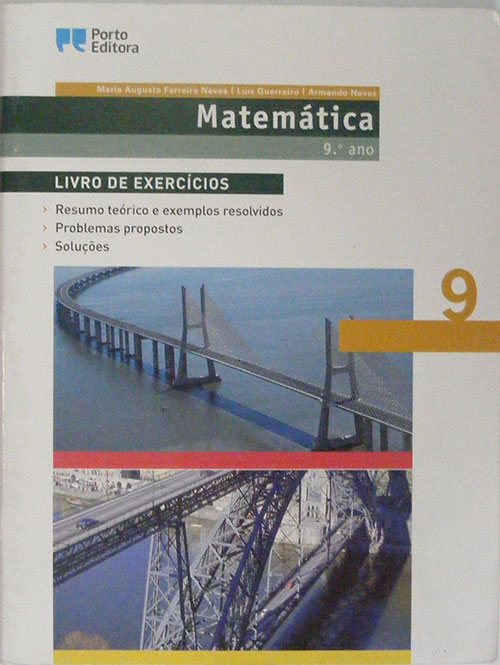 Porto
Editora
Maria Augusta Ferreira Neves | Luís Guerreiro | Armando Neves
Matemática
9.º ano
LIVRO DE EXERCÍCIOS
› Resumo teórico e exemplos resolvidos
› Problemas propostos
› Soluções
9